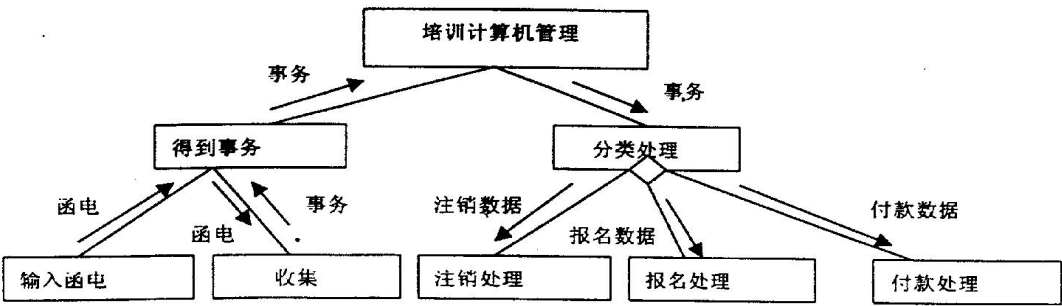 培训计算机管理
事务
事务
得到事务
分类处理
函电
函电
事务
注销数据
报名数据
付款数据
输入函电
收集
注销处理
报名处理
付款处理